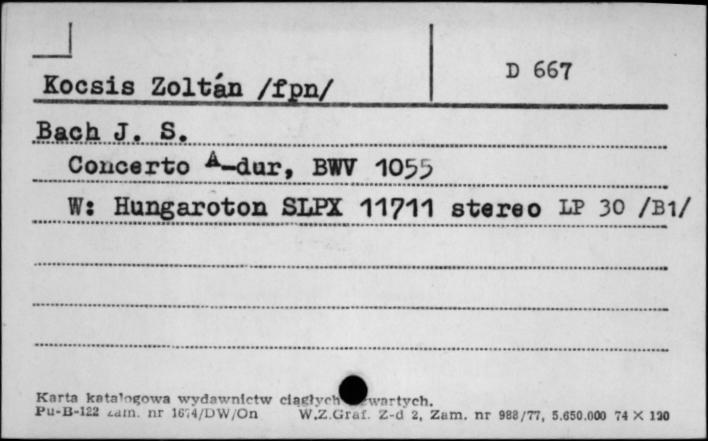 D 667
Kocsis Zoltán /fpn/
Bach J. S.
Concerto A-dur, BWV 1055
W: Hungaroton SLPX 11711 stereo LP 30 /B1/
Karta katalogowa wydawnictw ciągłych wartych.
Pu-B-122 zam. nr 1674/DW/On W.Z.Graf. Z-d 2, Zam. nr 988/77, 5.650.000 74 X 120